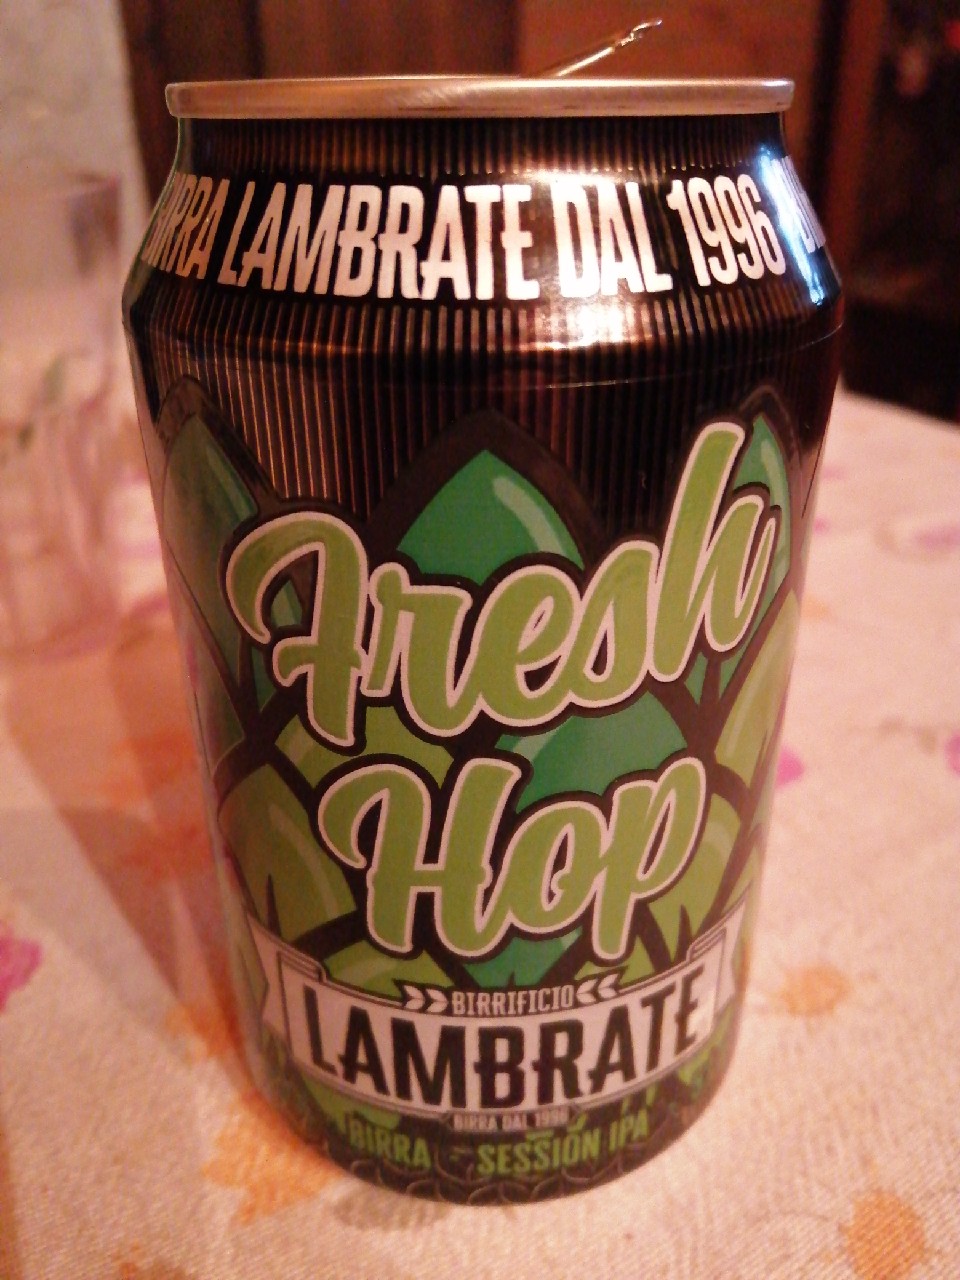 BIRRA LAMBRATE DAL 1996
Fresh
Hop
BIRRIFICIO
LAMBRATE
BIRRA DAL 1996
BIRRA - SESSION IPA